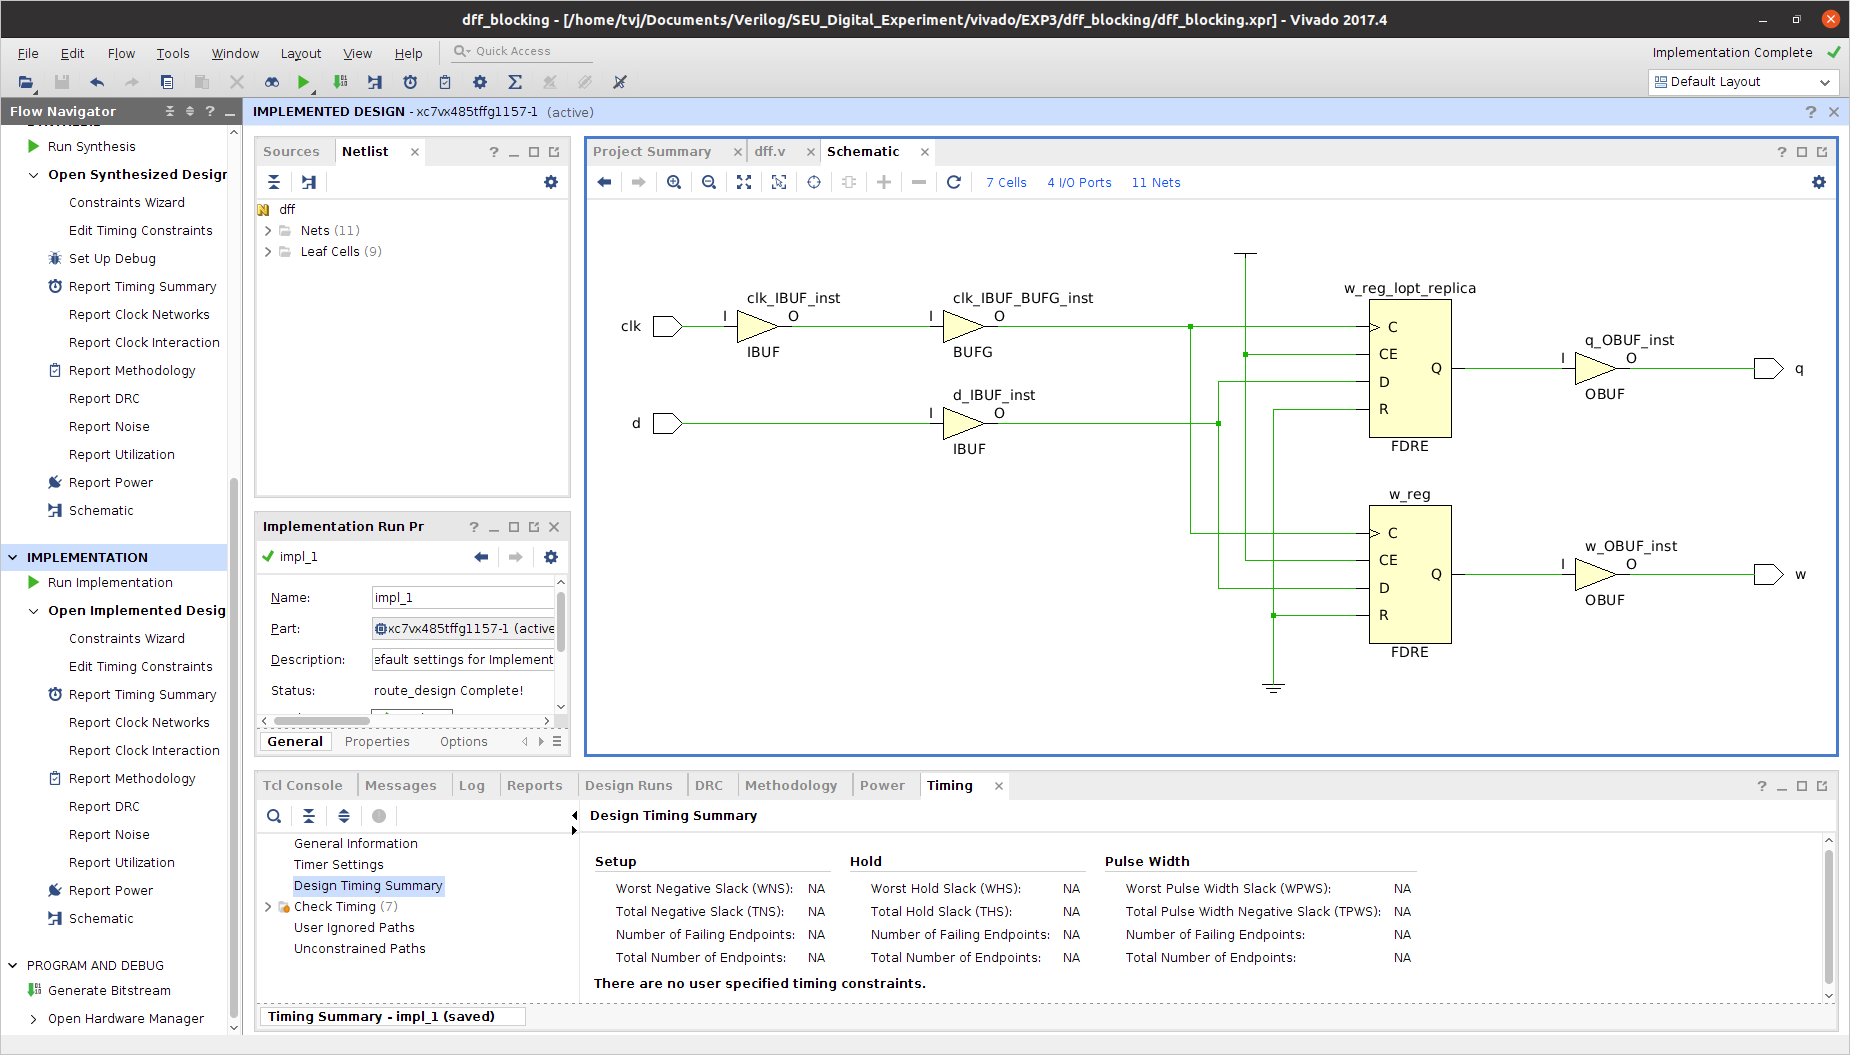 dff_blocking - [/home/tvj/Documents/Verilog/SEU_Digital_Experiment/vivado/EXP3/dff_blocking/dff_blocking.xpr] - Vivado 2017.4
File Edit Flow Tools Window Layout View Help Quick Access
Implementation Complete
Default Layout
Flow Navigator
IMPLEMENTED DESIGN - xc7vx485tffg1157-1 (active)
Run Synthesis
Open Synthesized Design
Constraints Wizard
Edit Timing Constraints
Set Up Debug
Report Timing Summary
Report Clock Networks
Report Clock Interaction
Report Methodology
Report DRC
Report Noise
Report Utilization
Report Power
Schematic
IMPLEMENTATION
Run Implementation
Open Implemented Desig
Constraints Wizard
Edit Timing Constraints
Report Timing Summary
Report Clock Networks
Report Clock Interaction
Report Methodology
Report DRC
Report Noise
Report Utilization
Report Power
Schematic
PROGRAM AND DEBUG
Generate Bitstream
Open Hardware Manager
Sources Netlist
dff
Nets (11)
Leaf Cells (9)
Implementation Run Pr
impl_1
Name: impl_1
Part: xc7vx485tffg1157-1 (active
Description: efault settings for Implement
Status: route_design Complete!
General Properties Options
Project Summary dff.v Schematic
7 Cells 4 I/O Ports 11 Nets
w_reg_lopt_replica
clk_IBUF_inst clk_IBUF_BUFG_inst
clk I O I O C
IBUF BUFG
CE
D
R
Q
FDRE
q_OBUF_inst
I O
q
OBUF
d_IBUF_inst
d I O
IBUF
w_reg
C
CE
D
R
Q
FDRE
w_OBUF_inst
I O
w
OBUF
Tcl Console Messages Log Reports Design Runs DRC Methodology Power Timing
General Information
Timer Settings
Design Timing Summary
Check Timing (7)
User Ignored Paths
Unconstrained Paths
Design Timing Summary
Setup Hold Pulse Width
Worst Negative Slack (WNS): NA Worst Hold Slack (WHS): NA Worst Pulse Width Slack (WPWS): NA
Total Negative Slack (TNS): NA Total Hold Slack (THS): NA Total Pulse Width Negative Slack (TPWS): NA
Number of Failing Endpoints: NA Number of Failing Endpoints: NA Number of Failing Endpoints: NA
Total Number of Endpoints: NA Total Number of Endpoints: NA Total Number of Endpoints: NA
There are no user specified timing constraints.
Timing Summary - impl_1 (saved)